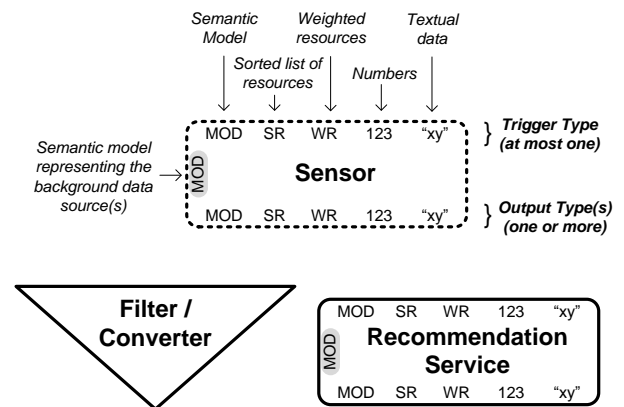 Semantic
Model
Weighted
resources
Textual
data
Sorted list of
resources
Numbers
MOD SR WR 123 “xy”
} Trigger Type
(at most one)
Semantic model
representing the
background data
source(s)
MOD
Sensor
MOD SR WR 123 “xy”
} Output Type(s)
(one or more)
Filter /
Converter
MOD SR WR 123 “xy”
MOD
Recommendation
Service
MOD SR WR 123 “xy”